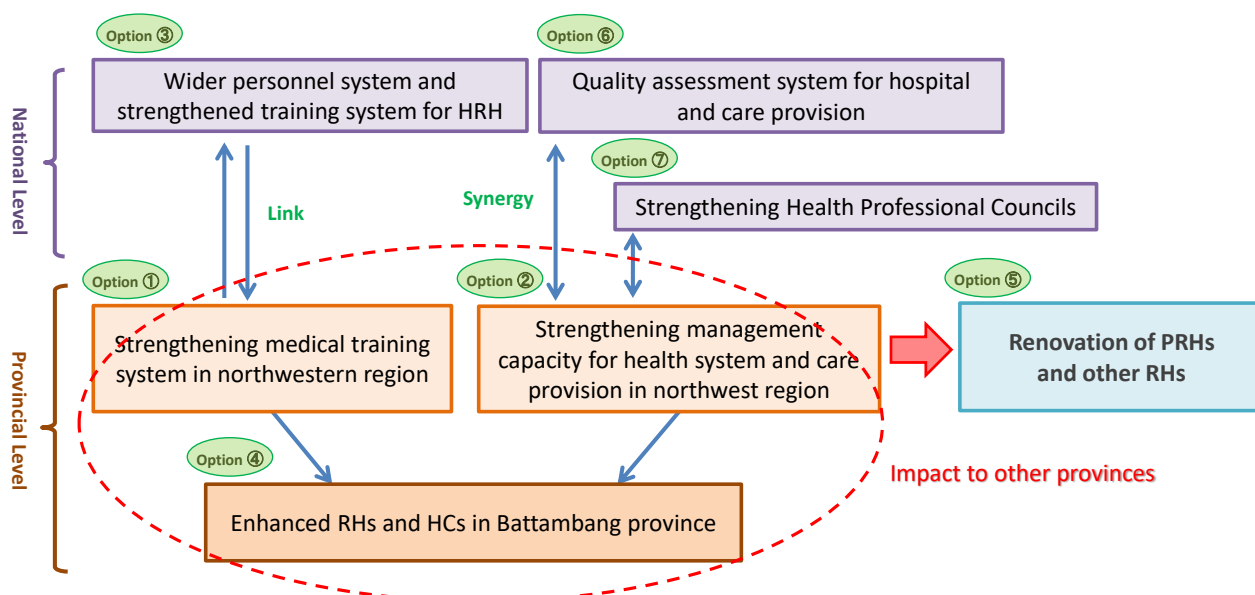 Option ③
Option ⑥
Wider personnel system and
strengthened training system for HRH
Quality assessment system for hospital
and care provision
National Level
Option ⑦
Link
Synergy
Strengthening Health Professional Councils
Option ①
Option ②
Option ⑤
Strengthening medical training
system in northwestern region
Strengthening management
capacity for health system and care
provision in northwest region
Renovation of PRHs
and other RHs
Provincial Level
Option ④
Impact to other provinces
Enhanced RHs and HCs in Battambang province